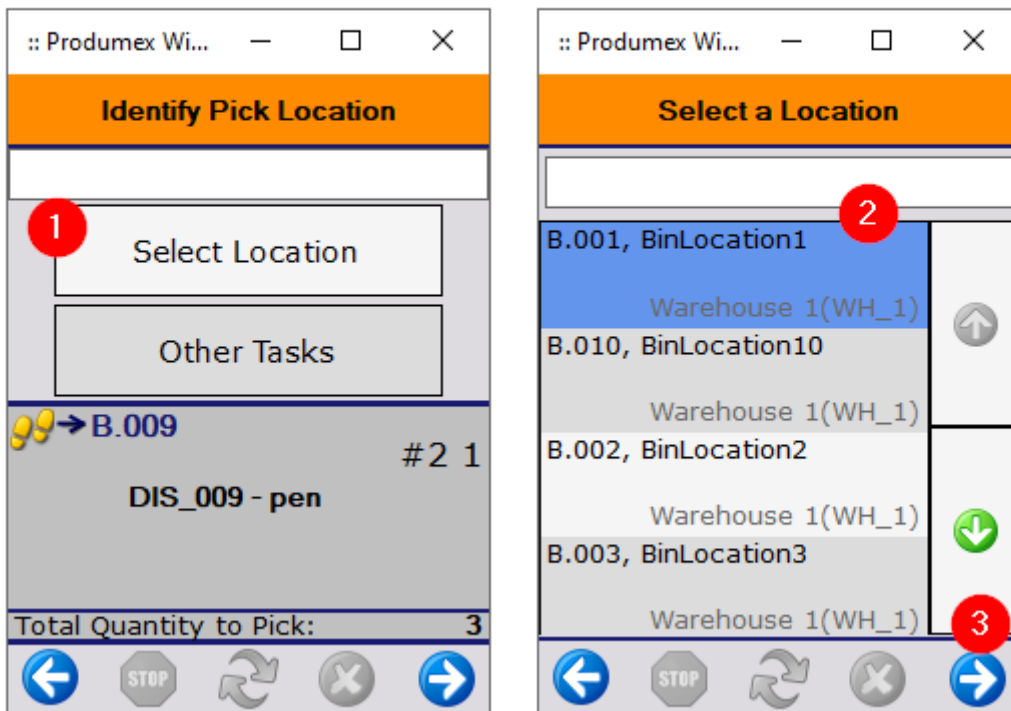 :: Produmex Wi...
Identify Pick Location
1
Select Location
Other Tasks
B.009
#2 1
DIS_009 - pen
Total Quantity to Pick: 3
STOP
:: Produmex Wi...
Select a Location
2
B.001, BinLocation1
Warehouse 1(WH_1)
B.010, BinLocation10
Warehouse 1(WH_1)
B.002, BinLocation2
Warehouse 1(WH_1)
B.003, BinLocation3
Warehouse 1(WH_1)
3
STOP